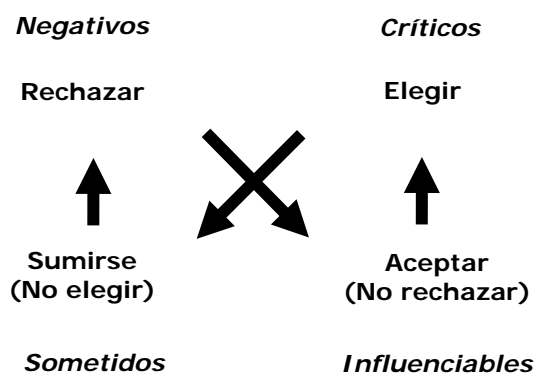 Negativos
Críticos
Rechazar
Elegir
Sumirse
(No elegir)
Aceptar
(No rechazar)
Sometidos
Influenciables